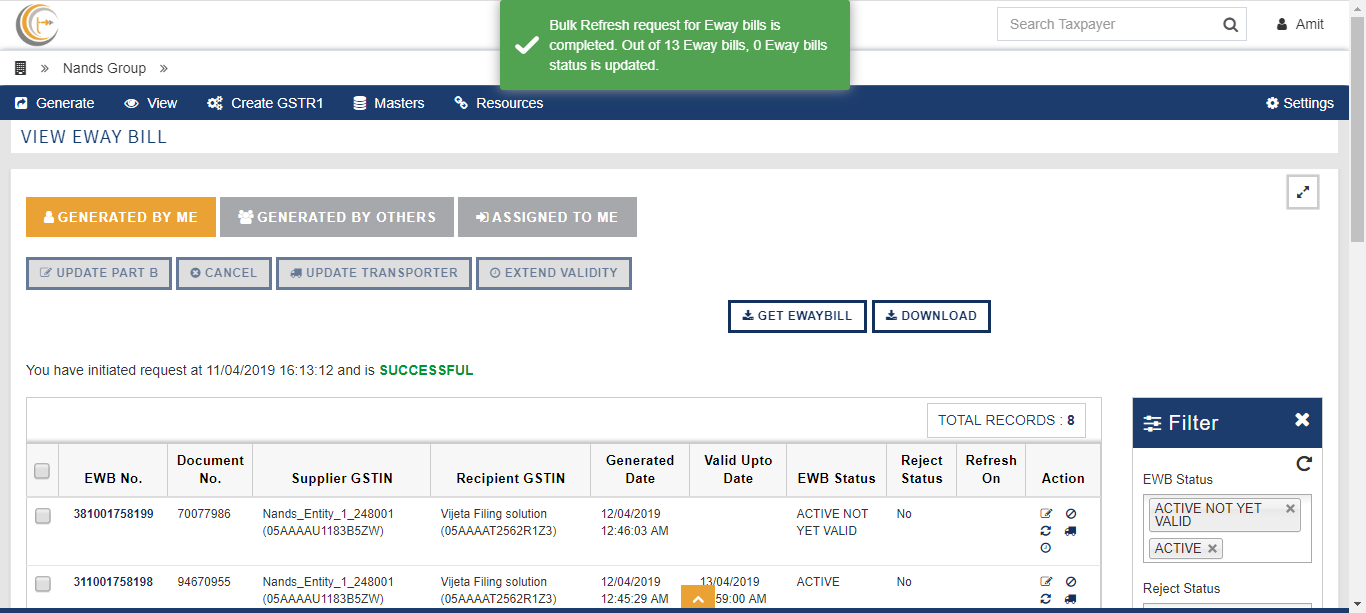 Bulk Refresh request for Eway bills is
completed. Out of 13 Eway bills, 0 Eway bills
status is updated.
Search Taxpayer
Amit
» Nands Group »
Generate View Create GSTR1 Masters Resources Settings
VIEW EWAY BILL
GENERATED BY ME GENERATED BY OTHERS ASSIGNED TO ME
UPDATE PART B CANCEL UPDATE TRANSPORTER EXTEND VALIDITY
GET EWAYBILL DOWNLOAD
You have initiated request at 11/04/2019 16:13:12 and is SUCCESSFUL
TOTAL RECORDS : 8
EWB No. Document No. Supplier GSTIN Recipient GSTIN Generated Date Valid Upto Date EWB Status Reject Status Refresh On Action
381001758199 70077986 Nands_Entity_1_248001 Vijeta Filing solution 12/04/2019 ACTIVE NOT No
(05AAAAU1183B5ZW) (05AAAAT2562R1Z3) 12:46:03 AM YET VALID
311001758198 94670955 Nands_Entity_1_248001 Vijeta Filing solution 12/04/2019 13/04/2019 ACTIVE No
(05AAAAU1183B5ZW) (05AAAAT2562R1Z3) 12:45:29 AM 59:00 AM
Filter
EWB Status
ACTIVE NOT YET
VALID
ACTIVE
Reject Status